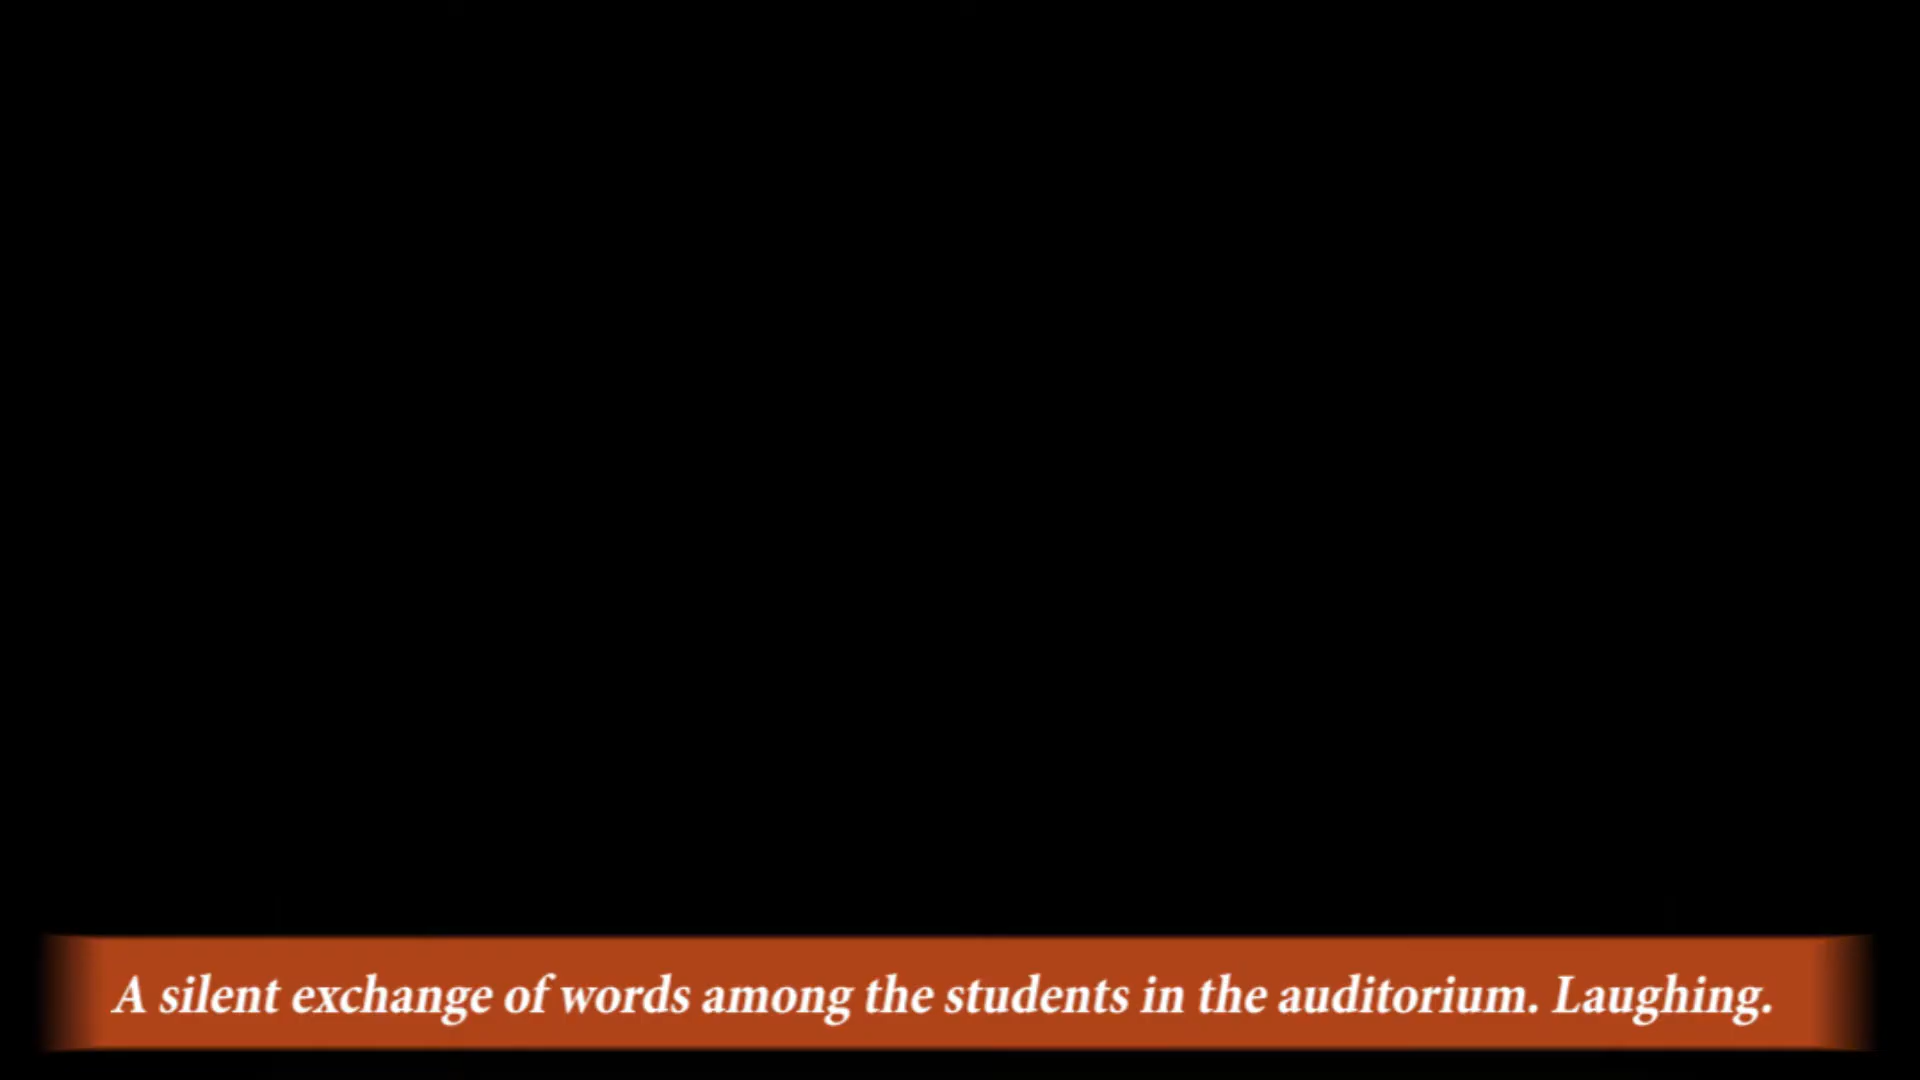 A silent exchange of words among the students in the auditorium. Laughing.